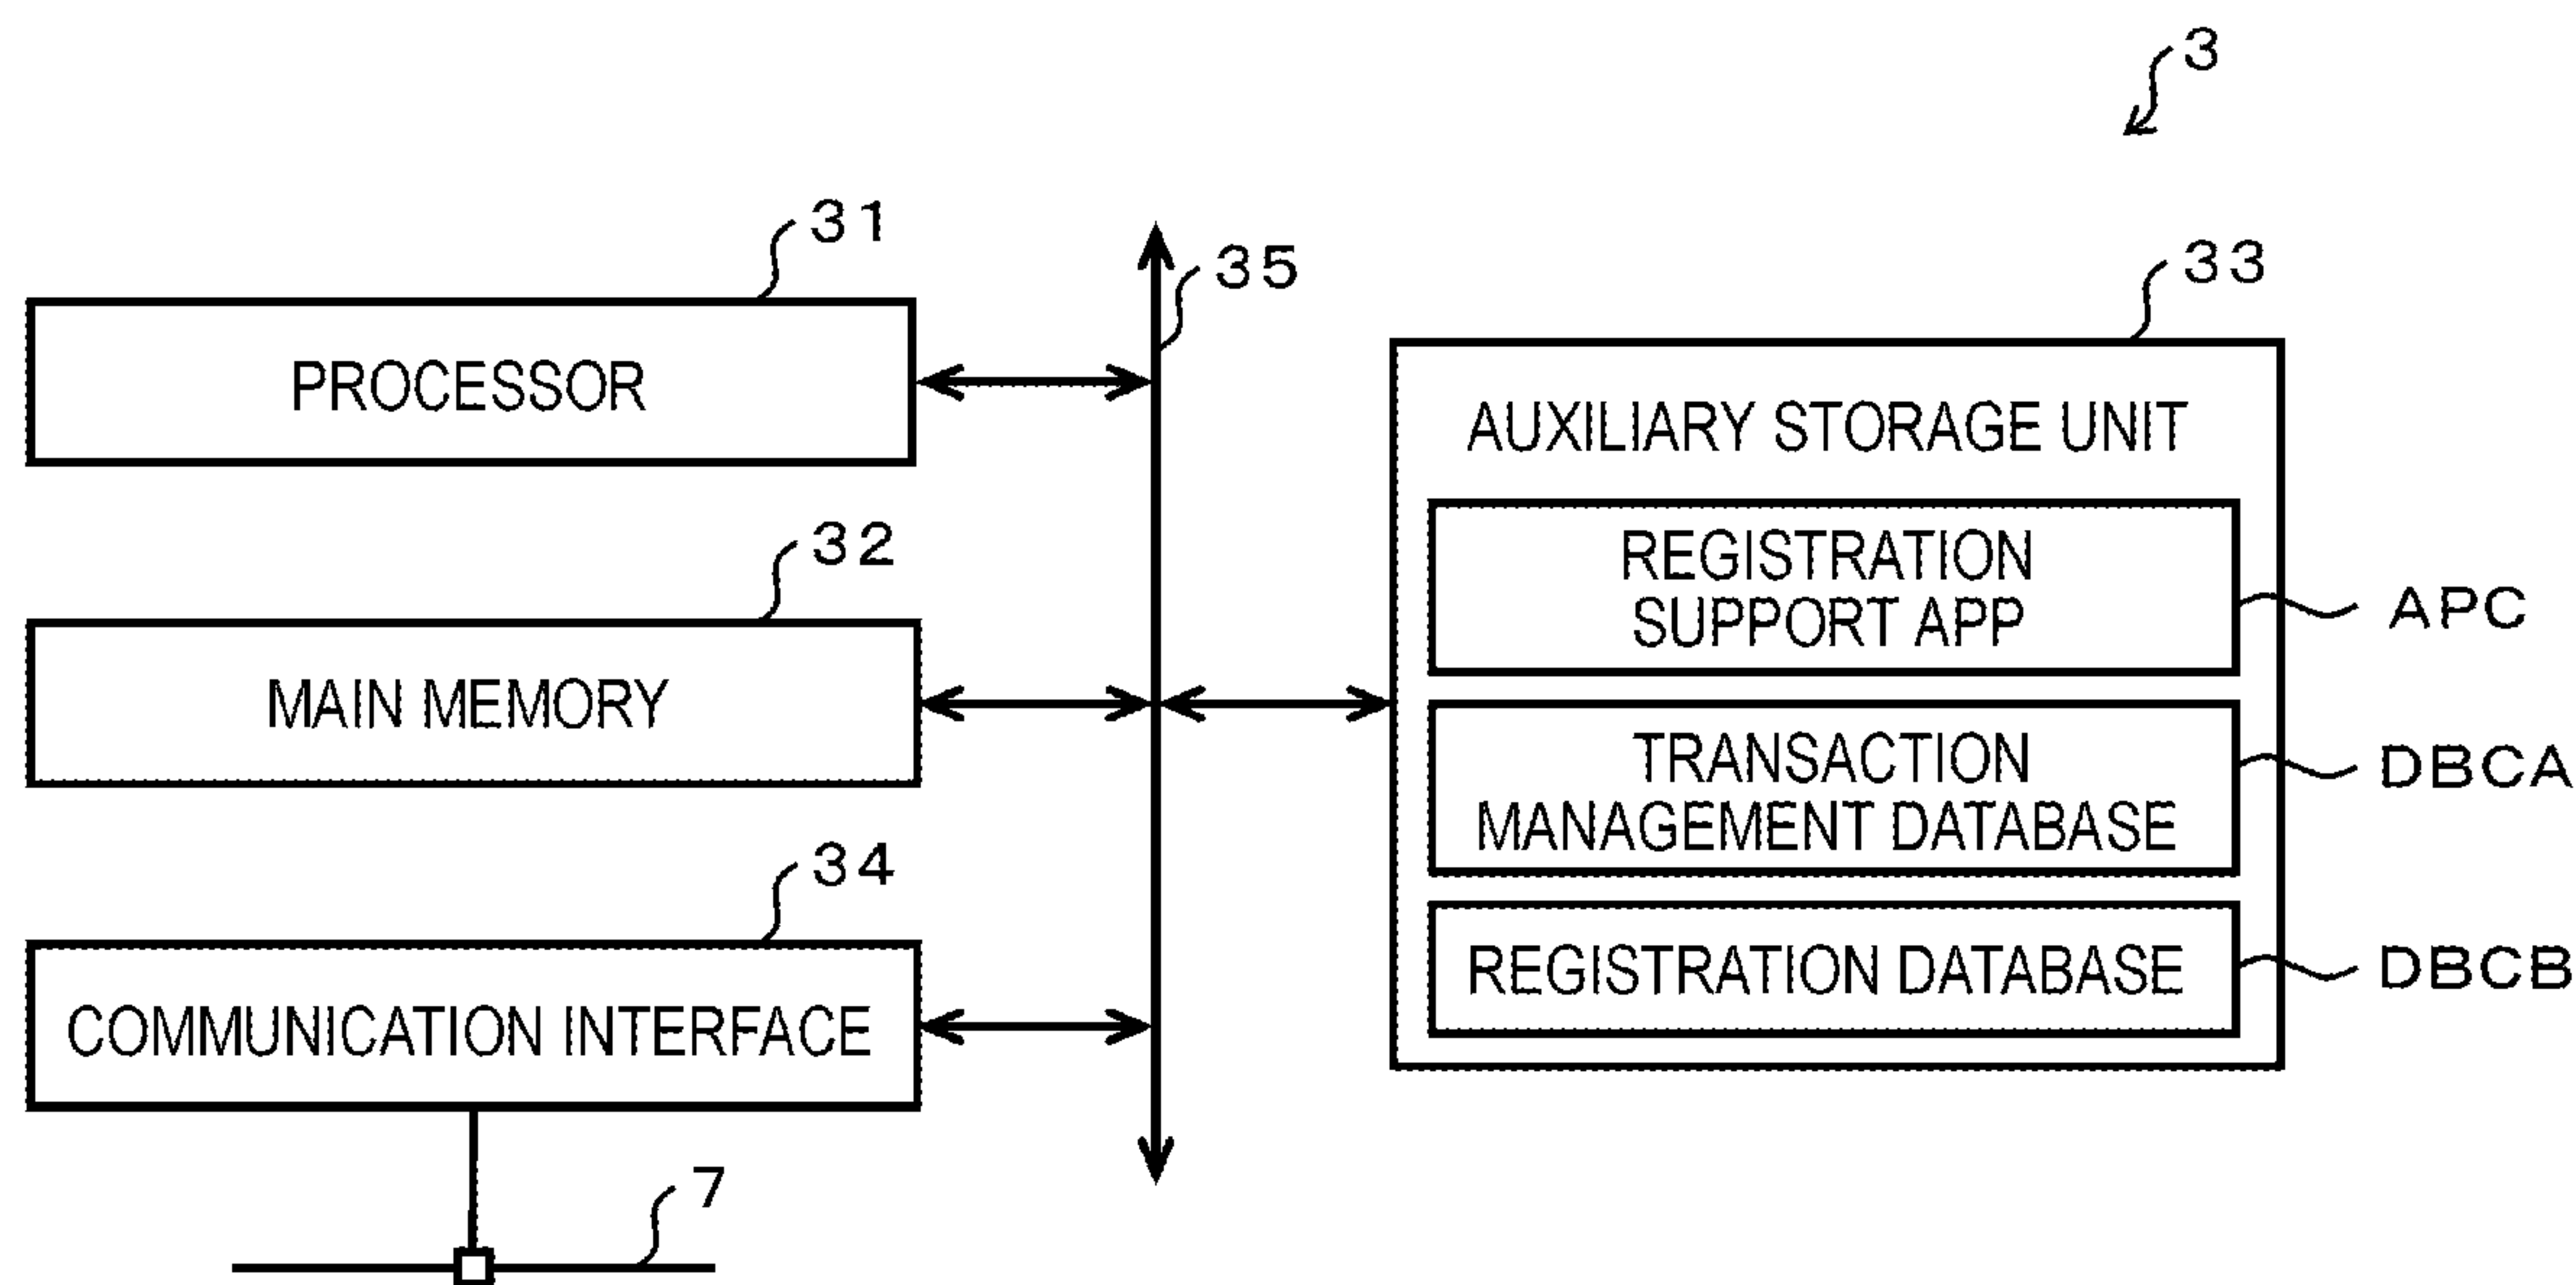 3
31
PROCESSOR
35
33
AUXILIARY STORAGE UNIT
REGISTRATION
SUPPORT APP
APC
32
MAIN MEMORY
TRANSACTION
MANAGEMENT DATABASE
DBCA
34
COMMUNICATION INTERFACE
REGISTRATION DATABASE
DBCB
7